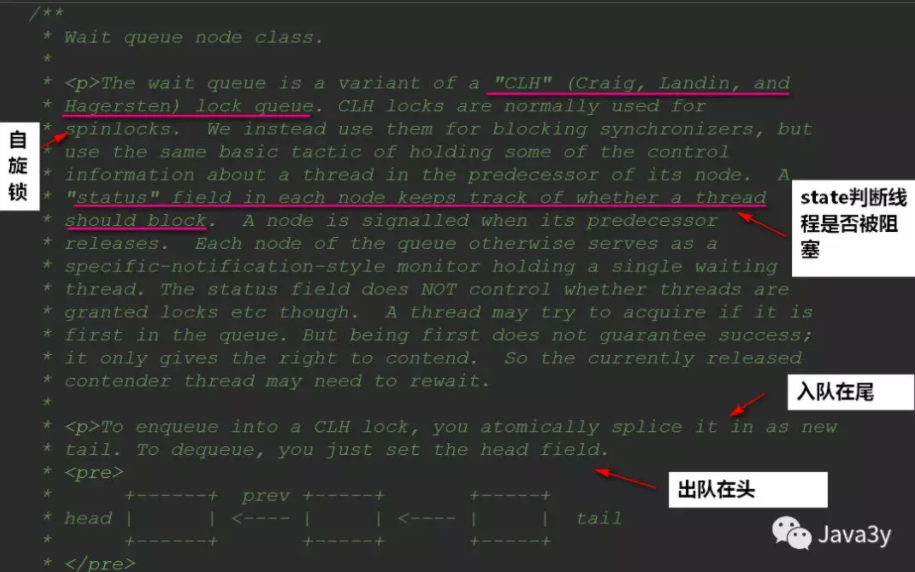 /**
* Wait queue node class.
*
* <p>The wait queue is a variant of a "CLH" (Craig, Landin, and
* Hagersten) lock queue. CLH locks are normally used for
* spinlocks.  We instead use them for blocking synchronizers, but
* use the same basic tactic of holding some of the control
* information about a thread in the predecessor of its node.  A
* "status" field in each node keeps track of whether a thread
* should block.  A node is signalled when its predecessor
* releases.  Each node of the queue otherwise serves as a
* specific-notification-style monitor holding a single waiting
* thread. The status field does NOT control whether threads are
* granted locks etc though.  A thread may try to acquire if it is
* first in the queue. But being first does not guarantee success;
* it only gives the right to contend.  So the currently released
* contender thread may need to rewait.
*
* <p>To enqueue into a CLH lock, you atomically splice it in as new
* tail. To dequeue, you just set the head field.
* <pre>
*      +------+  prev +-----+       +-----+
* head |      | <---- |     | <---- |     |  tail
*      +------+       +-----+       +-----+
* </pre>
自
旋
锁
state判断线
程是否被阻
塞
入队在尾
出队在头
Java3y